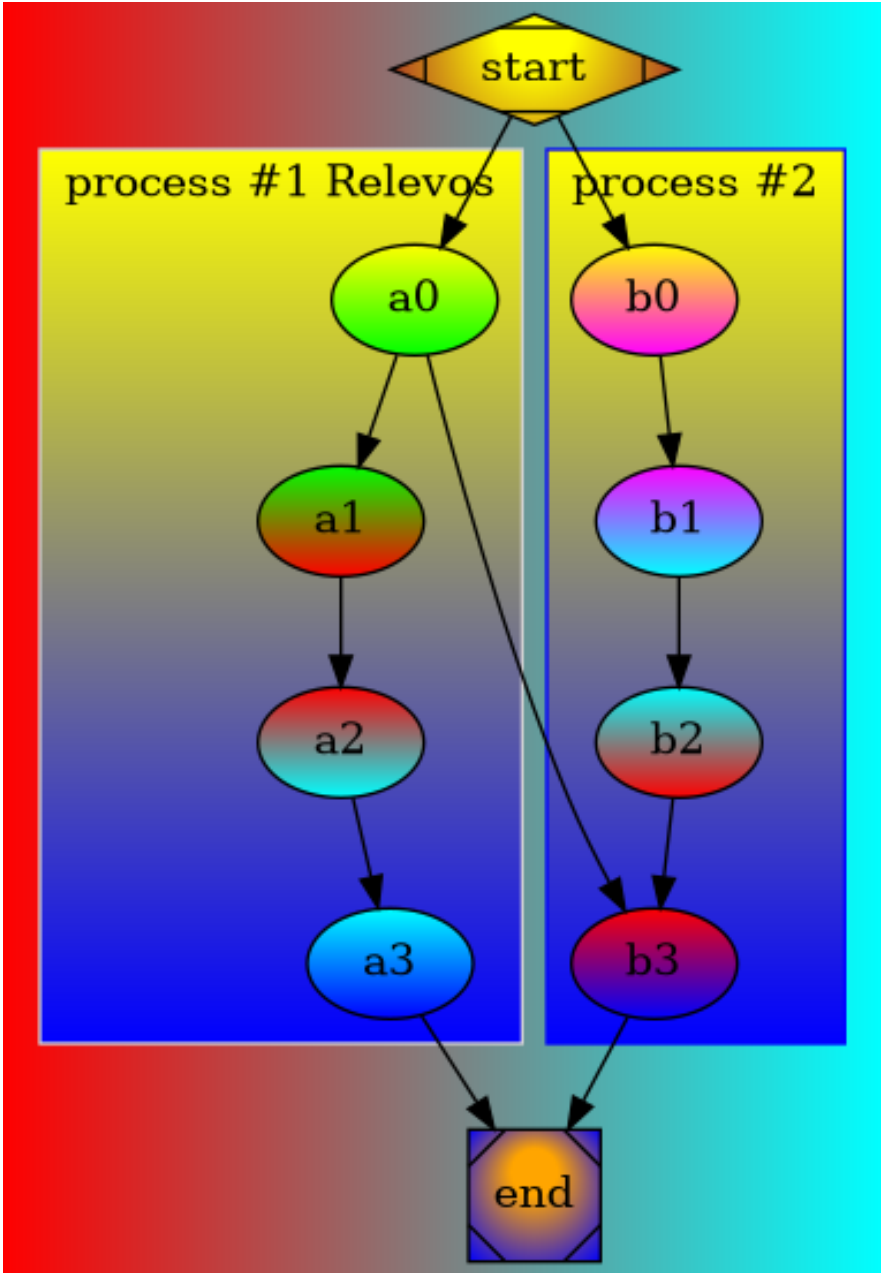 start
process #1 Relevos
process #2
a0
b0
a1
b1
a2
b2
a3
b3
end